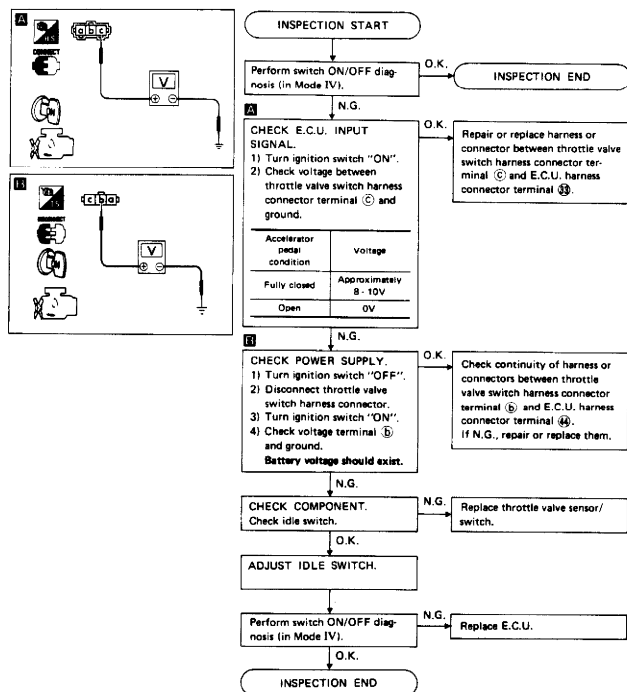 A
H.S.
a b c
CONNECT
ON
V
⊕ ⊖
B
T.S.
c b a
DISCONNECT
ON
V
⊕ ⊖
INSPECTION START
Perform switch ON/OFF diag-
nosis (in Mode IV).
O.K.
INSPECTION END
N.G.
A
CHECK E.C.U. INPUT
SIGNAL.
1) Turn ignition switch "ON".
2) Check voltage between
throttle valve switch harness
connector terminal ⓒ and
ground.
Accelerator
pedal
condition
Voltage
Fully closed
Approximately
8 - 10V
Open
0V
O.K.
Repair or replace harness or
connector between throttle valve
switch harness connector ter-
minal ⓒ and E.C.U. harness
connector terminal ㉝.
N.G.
B
CHECK POWER SUPPLY.
1) Turn ignition switch "OFF".
2) Disconnect throttle valve
switch harness connector.
3) Turn ignition switch "ON".
4) Check voltage terminal ⓑ
and ground.
Battery voltage should exist.
O.K.
Check continuity of harness or
connectors between throttle
valve switch harness connector
terminal ⓑ and E.C.U. harness
connector terminal ㊹.
If N.G., repair or replace them.
N.G.
CHECK COMPONENT.
Check idle switch.
N.G.
Replace throttle valve sensor/
switch.
O.K.
ADJUST IDLE SWITCH.
Perform switch ON/OFF diag-
nosis (in Mode IV).
N.G.
Replace E.C.U.
O.K.
INSPECTION END